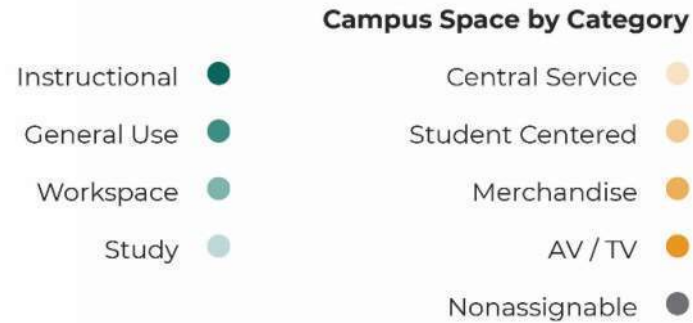 Campus Space by Category
Instructional
General Use
Workspace
Study
Central Service
Student Centered
Merchandise
AV / TV
Nonassignable